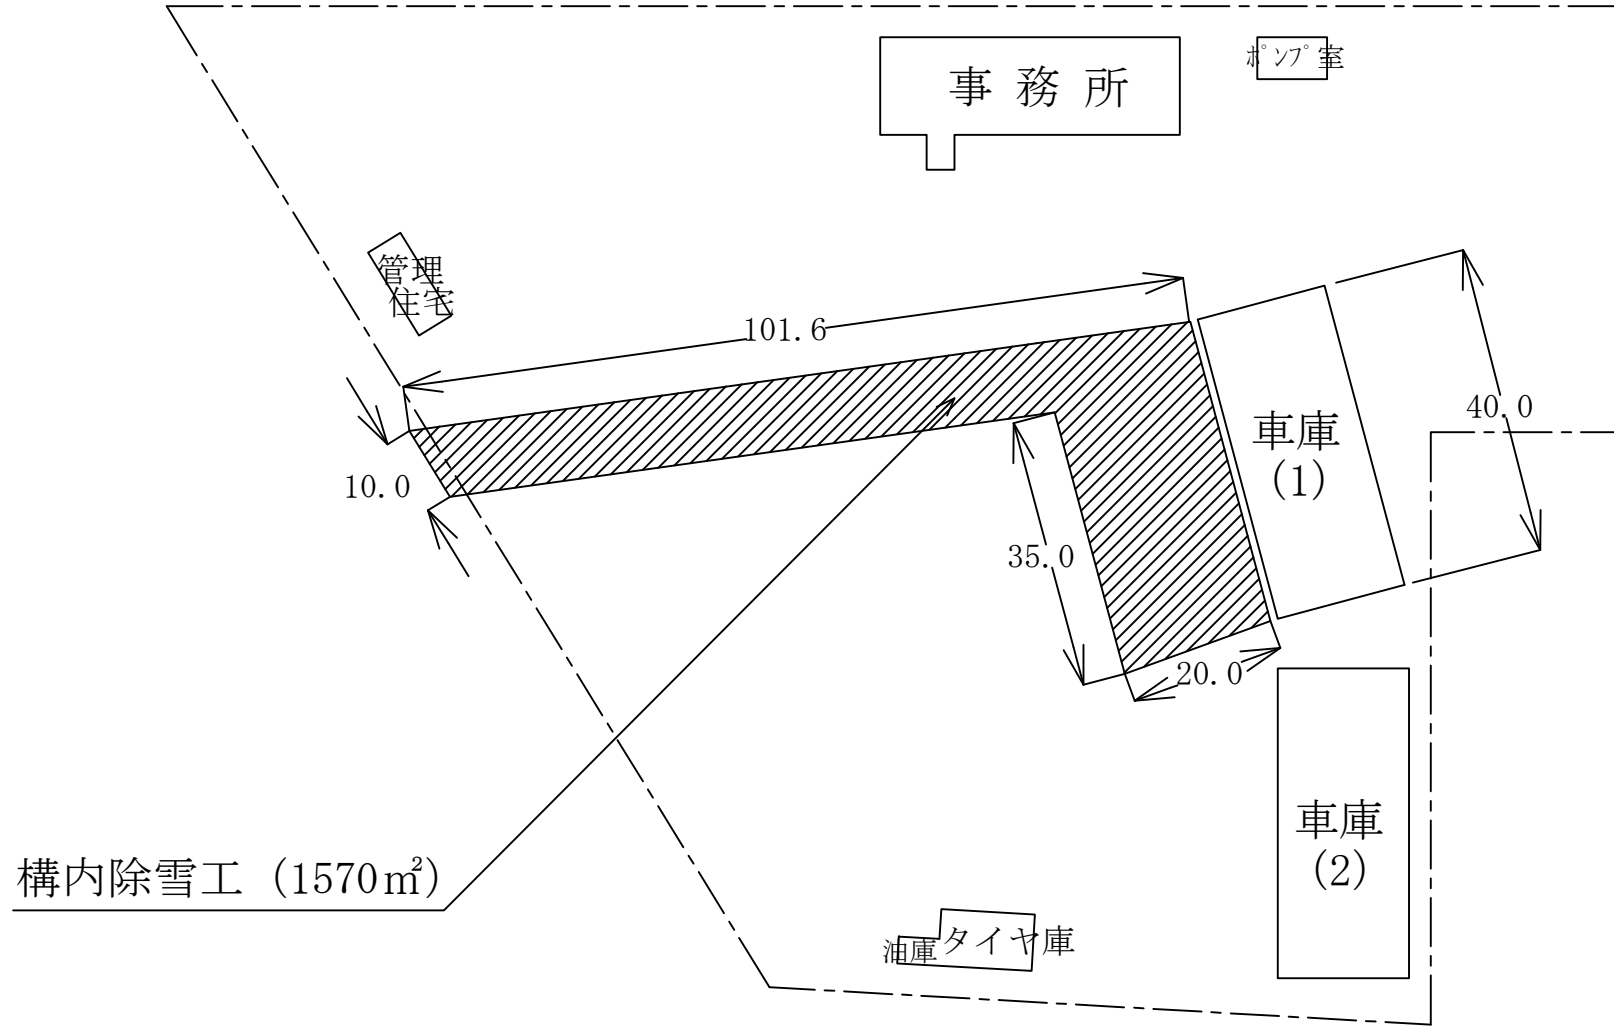 事務所
ﾎﾟﾝﾌﾟ室
管理
住宅
101.6
10.0
車庫
(1)
40.0
35.0
20.0
車庫
(2)
構内除雪工 (1570㎡)
油庫
タイヤ庫